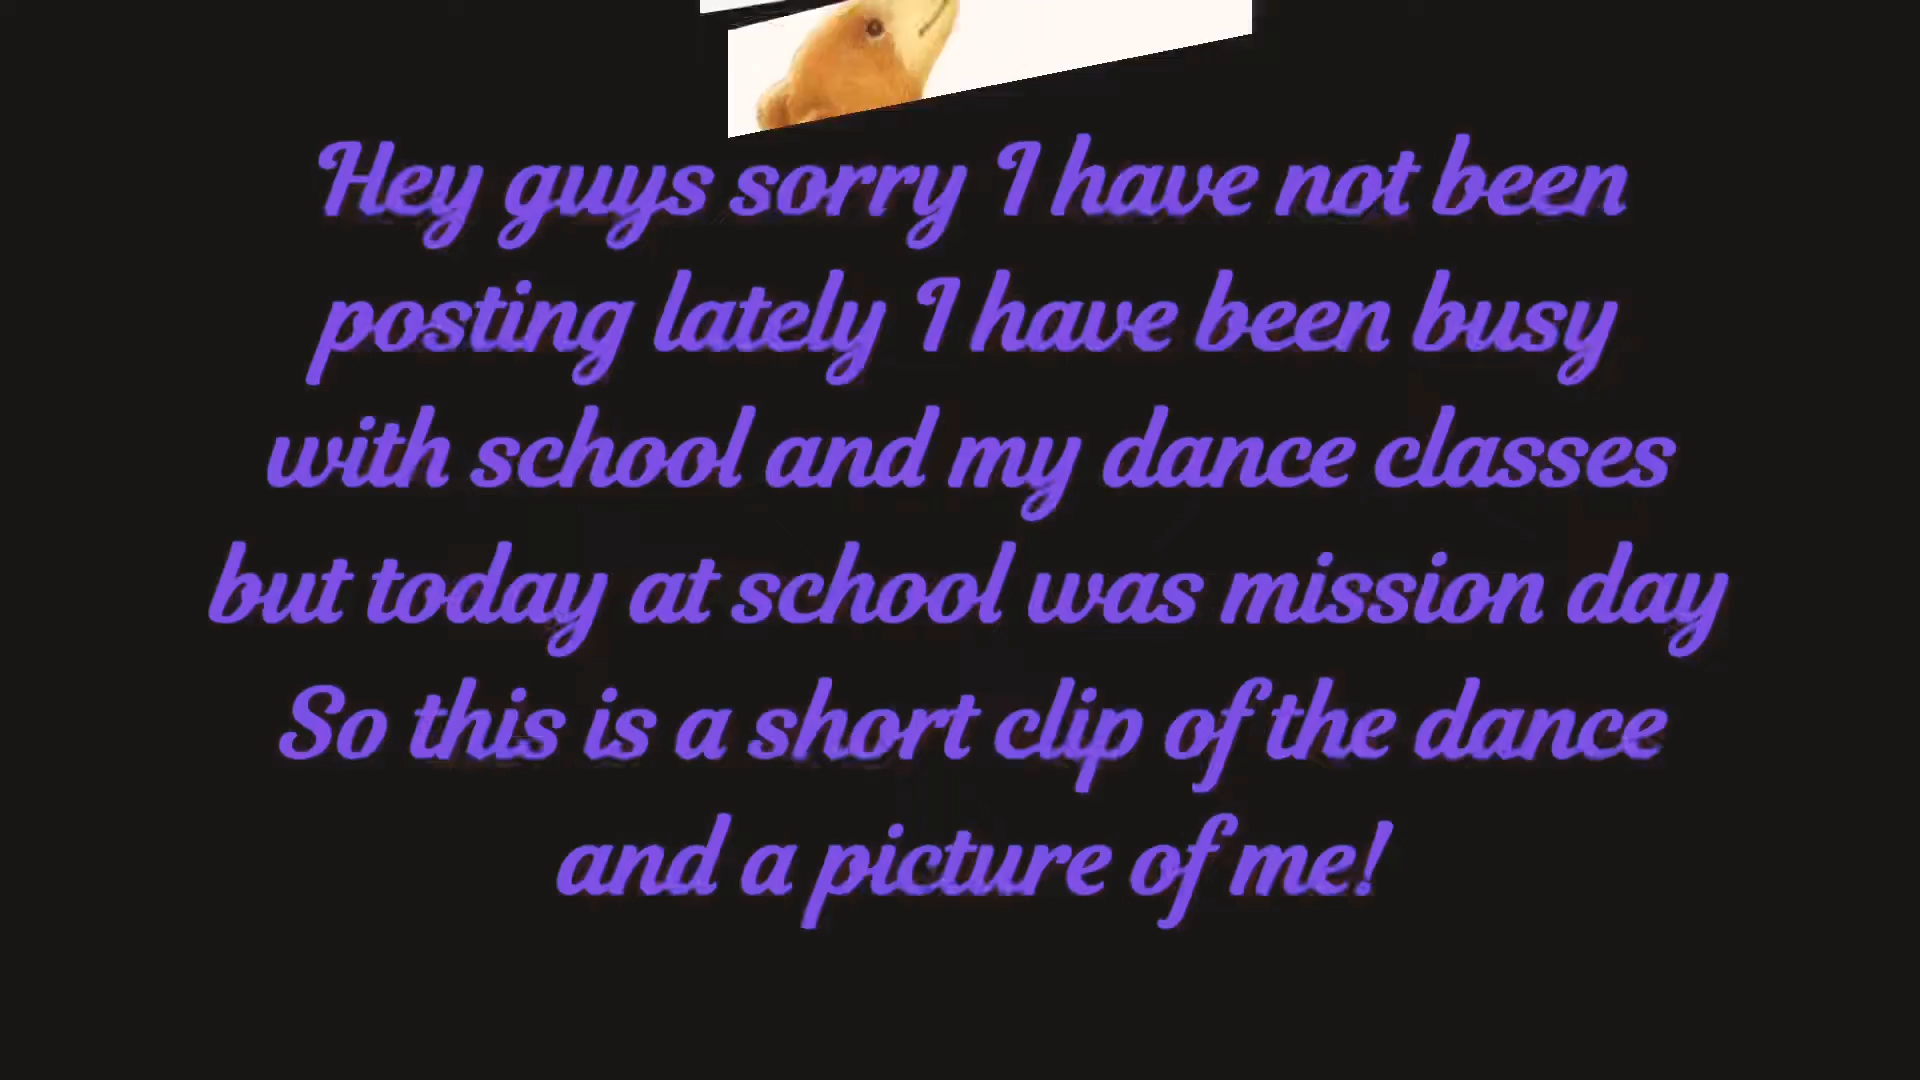 Hey guys sorry I have not been
posting lately I have been busy
with school and my dance classes
but today at school was mission day
So this is a short clip of the dance
and a picture of me!